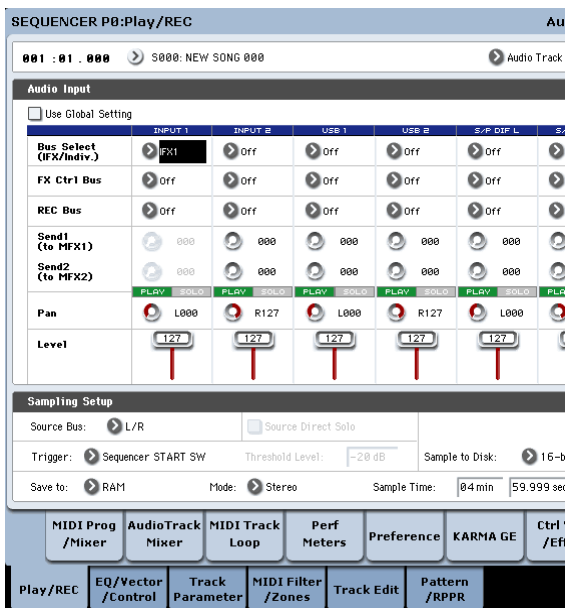 SEQUENCER P0:Play/REC Au
001 :01 . 000 S000: NEW SONG 000 Audio Track
Audio Input
Use Global Setting
INPUT 1 INPUT 2 USB 1 USB 2 S/P DIF L S/
Bus Select (IFX/Indiv.) IFX1 Off Off Off Off
FX Ctrl Bus Off Off Off Off Off
REC Bus Off Off Off Off Off
Send1 (to MFX1) 000 000 000 000 000
Send2 (to MFX2) 000 000 000 000 000
PLAY SOLO PLAY SOLO PLAY SOLO PLAY SOLO PLAY SOLO PLA
Pan L000 R127 L000 R127 L000
Level 127 127 127 127 127
Sampling Setup
Source Bus: L/R Source Direct Solo
Trigger: Sequencer START SW Threshold Level: -20 dB Sample to Disk: 16-b
Save to: RAM Mode: Stereo Sample Time: 04 min 59.999 sec
MIDI Prog /Mixer AudioTrack Mixer MIDI Track Loop Perf Meters Preference KARMA GE Ctrl /Eff
Play/REC EQ/Vector /Control Track Parameter MIDI Filter /Zones Track Edit Pattern /RPPR